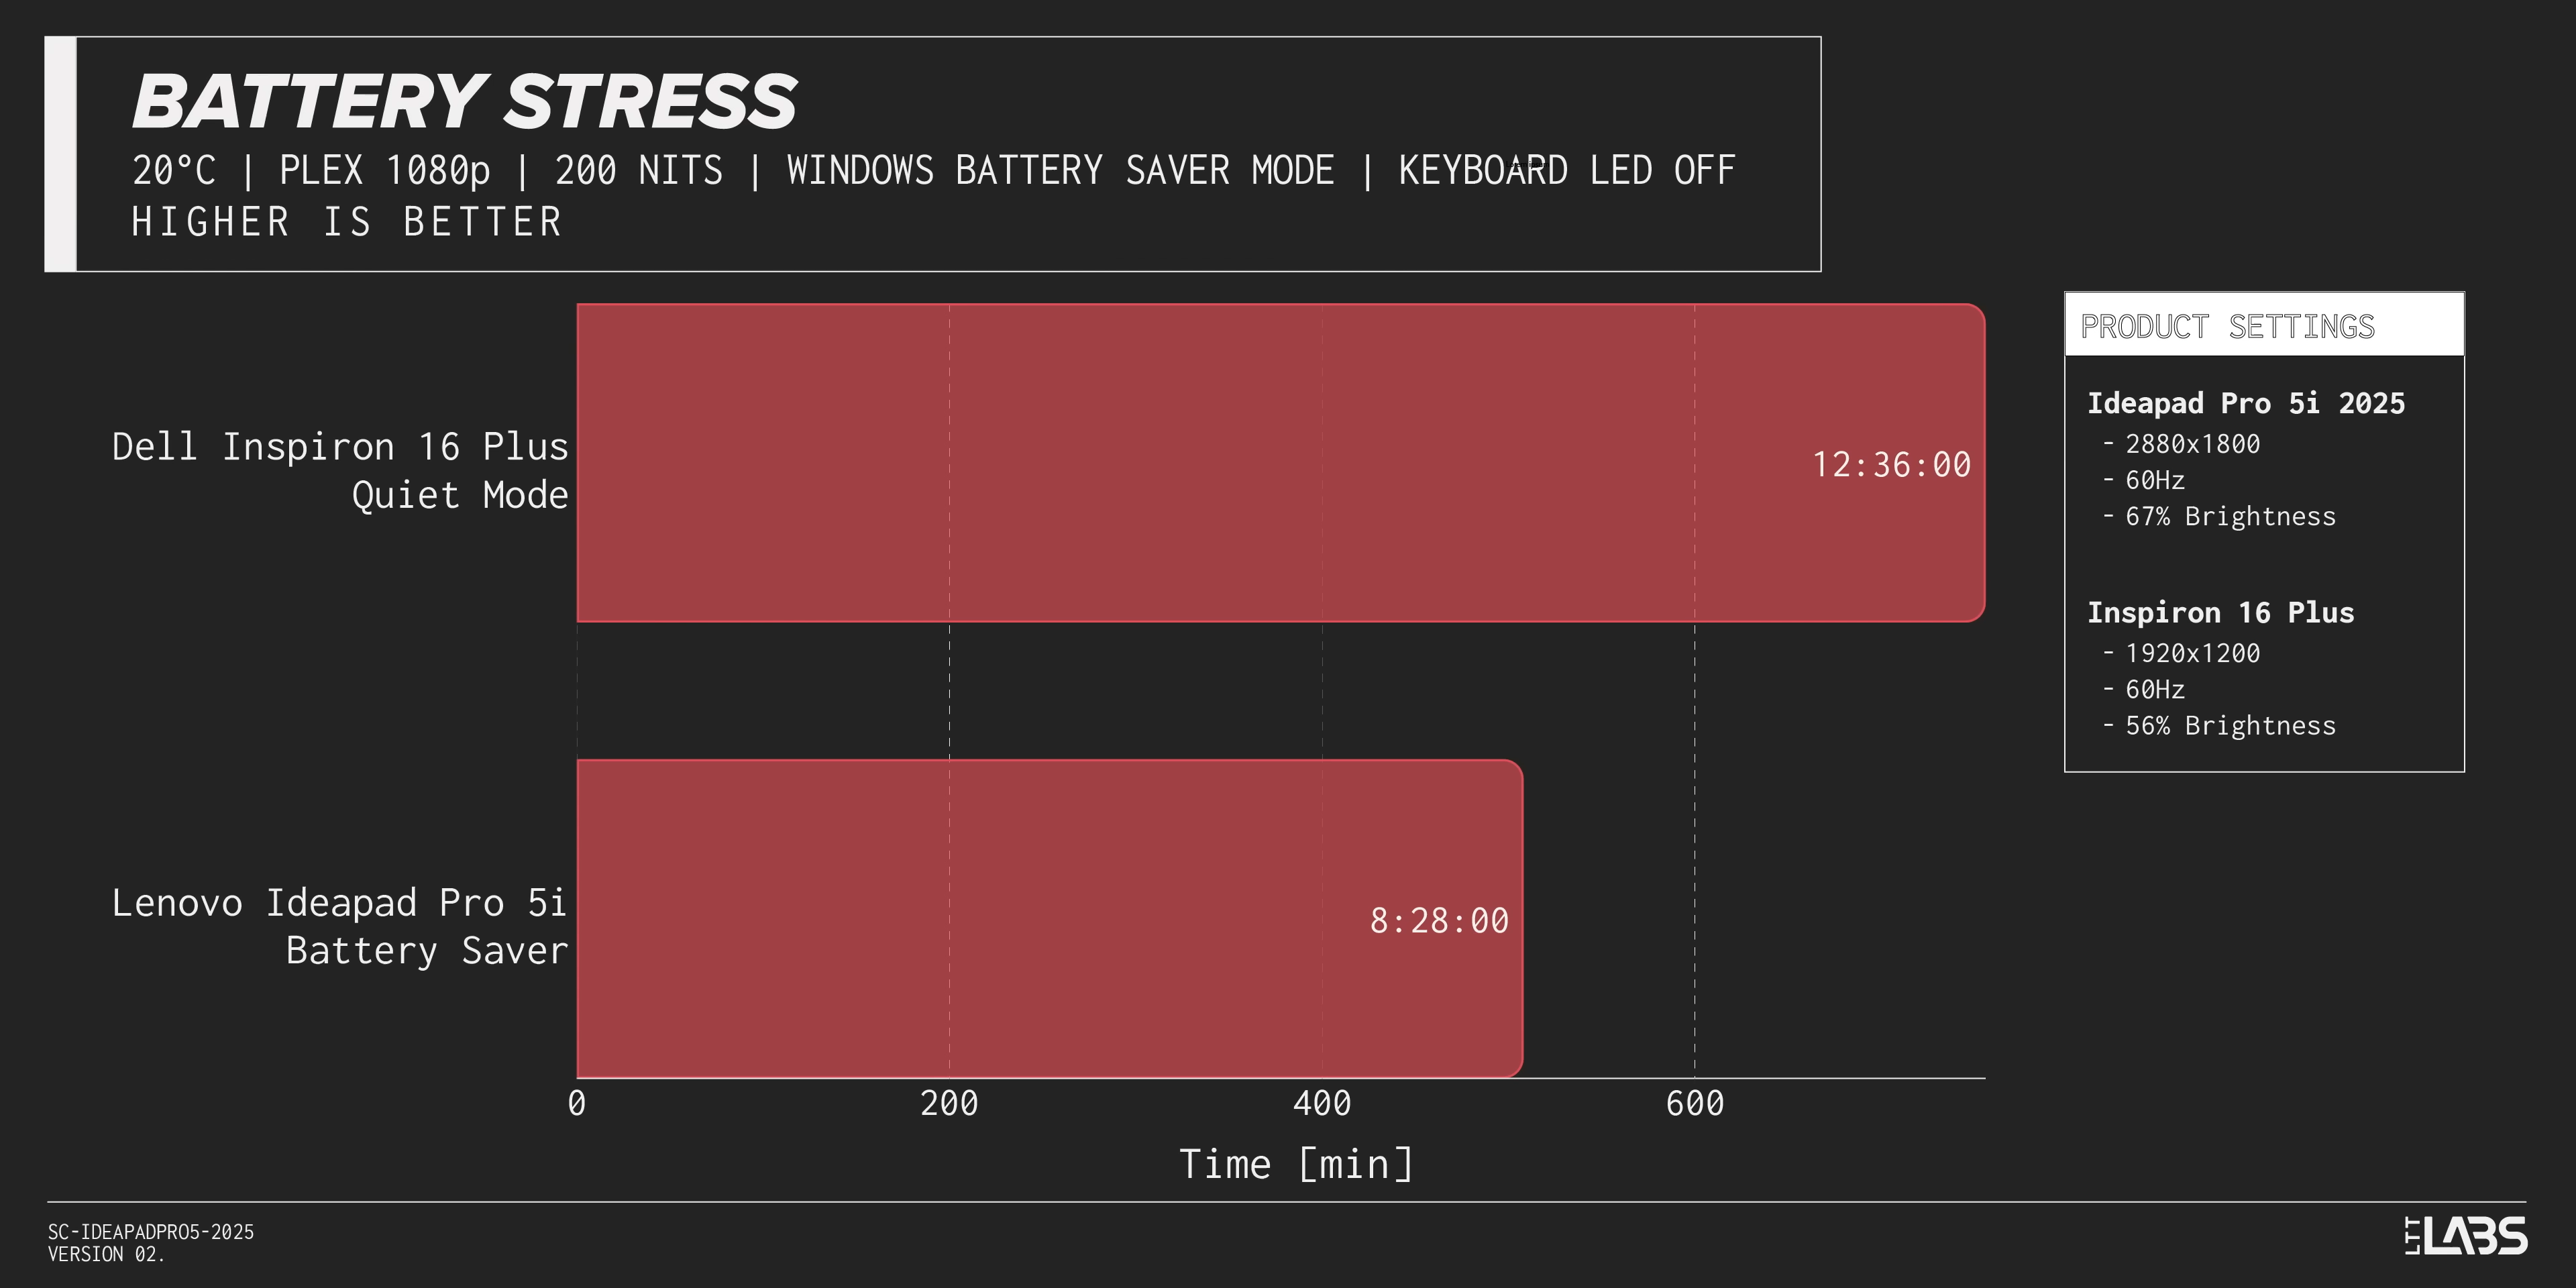 BATTERY STRESS
20°C | PLEX 1080p | 200 NITS | WINDOWS BATTERY SAVER MODE | KEYBOARD LED OFF
HIGHER IS BETTER
Dell Inspiron 16 Plus
Quiet Mode
12:36:00
Lenovo Ideapad Pro 5i
Battery Saver
8:28:00
0 200 400 600
Time [min]
PRODUCT SETTINGS
Ideapad Pro 5i 2025
- 2880x1800
- 60Hz
- 67% Brightness
Inspiron 16 Plus
- 1920x1200
- 60Hz
- 56% Brightness
SC-IDEAPADPRO5-2025
VERSION 02.
LTT LABS